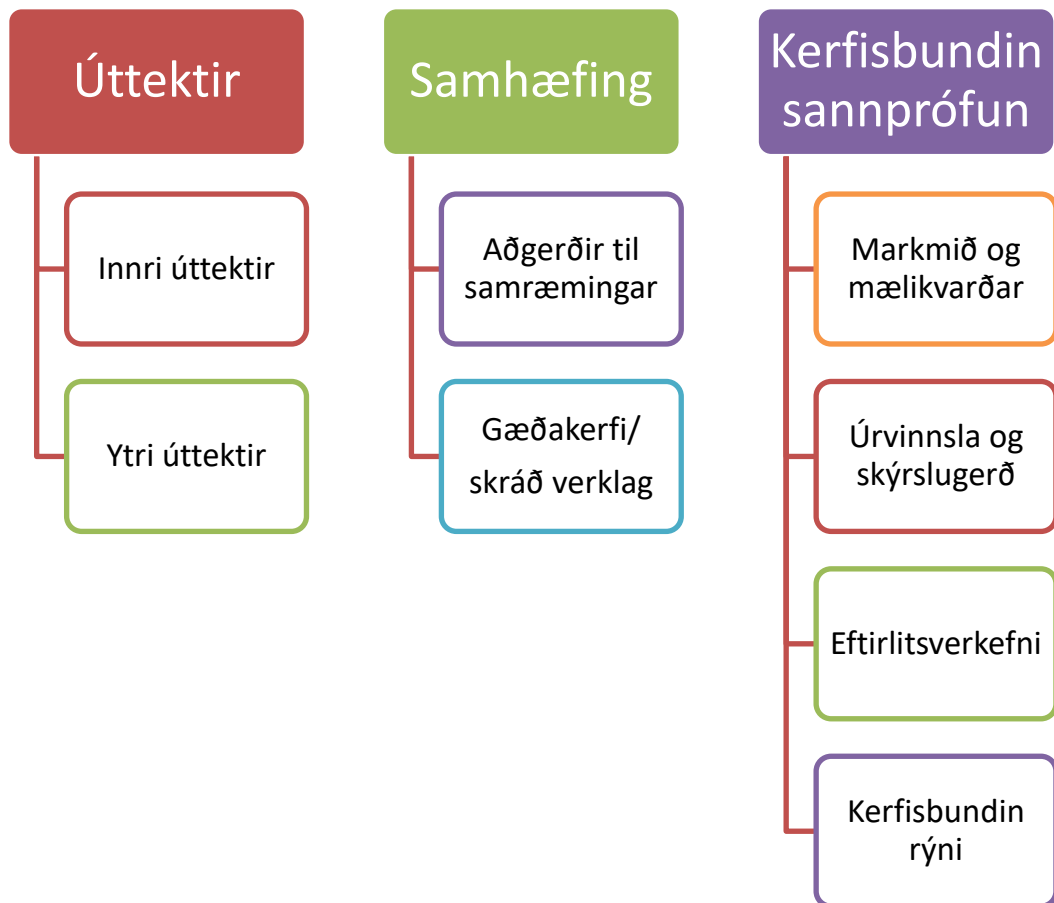 Úttektir
Innri úttektir
Ytri úttektir
Samhæfing
Aðgerðir til
samræmingar
Gæðakerfi/
skráð verklag
Kerfisbundin
sannprófun
Markmið og
mælikvarðar
Úrvinnsla og
skýrslugerð
Eftirlitsverkefni
Kerfisbundin
rýni